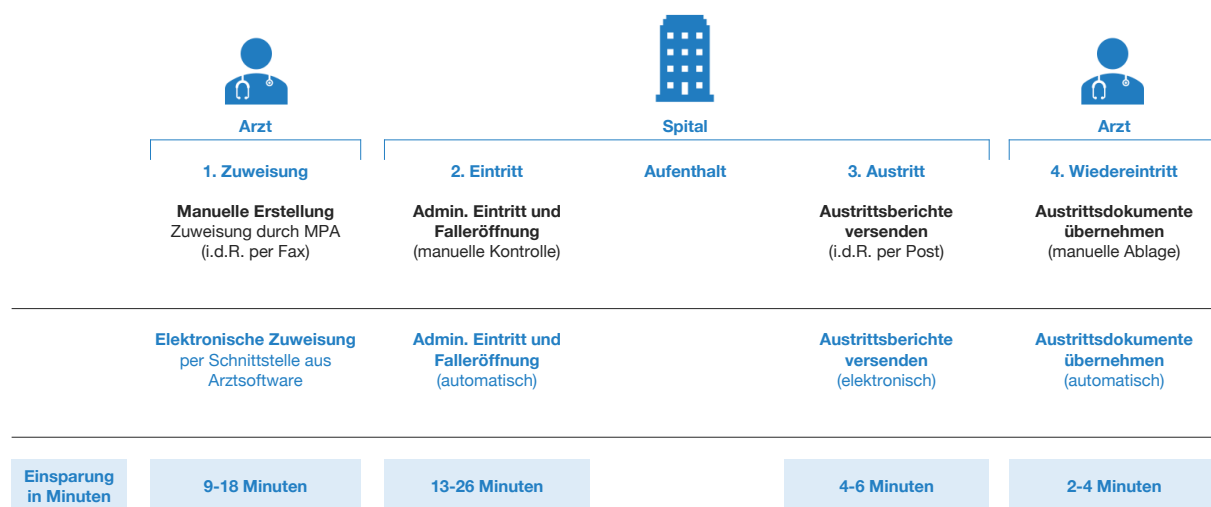 Arzt
Spital
Arzt
1. Zuweisung
2. Eintritt
Aufenthalt
3. Austritt
4. Wiedereintritt
Manuelle Erstellung
Zuweisung durch MPA
(i.d.R. per Fax)
Admin. Eintritt und
Falleröffnung
(manuelle Kontrolle)
Austrittsberichte
versenden
(i.d.R. per Post)
Austrittsdokumente
übernehmen
(manuelle Ablage)
Elektronische Zuweisung
per Schnittstelle aus
Arztsoftware
Admin. Eintritt und
Falleröffnung
(automatisch)
Austrittsberichte
versenden
(elektronisch)
Austrittsdokumente
übernehmen
(automatisch)
Einsparung
in Minuten
9-18 Minuten
13-26 Minuten
4-6 Minuten
2-4 Minuten